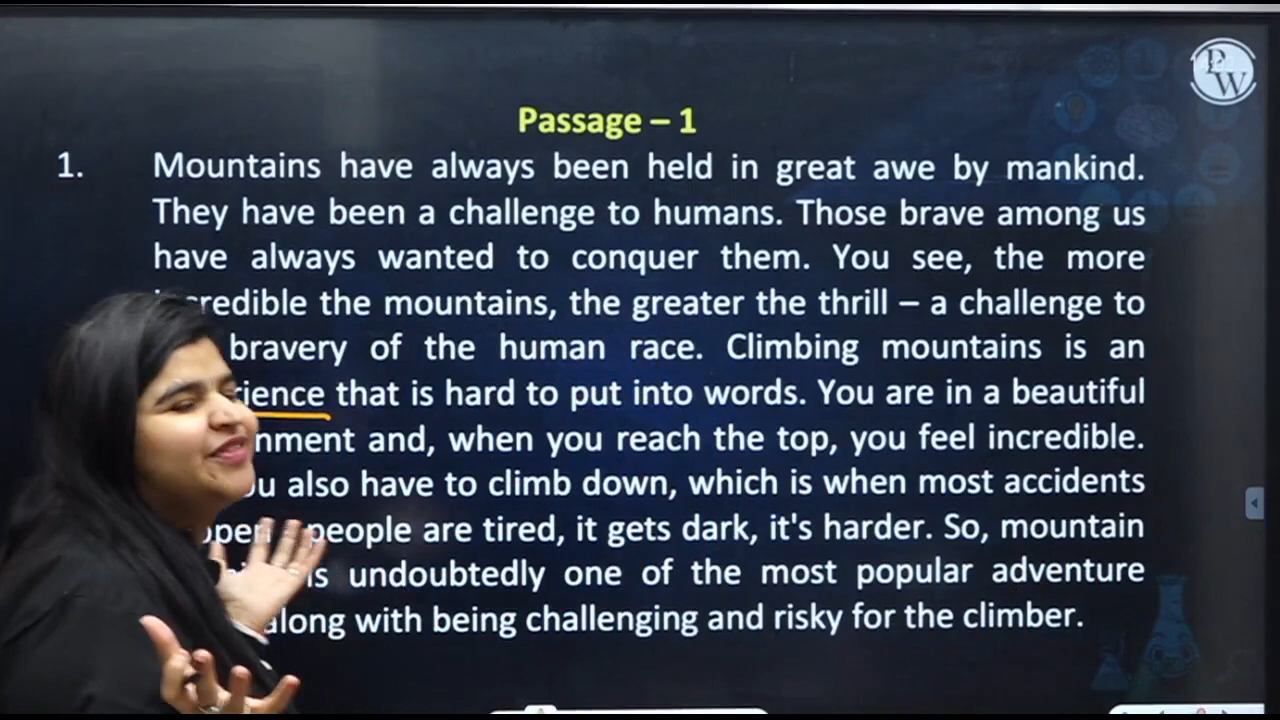 PW
Passage – 1
1. Mountains have always been held in great awe by mankind.
They have been a challenge to humans. Those brave among us
have always wanted to conquer them. You see, the more
the mountains, the greater the thrill – a challenge to
bravery of the human race. Climbing mountains is an
that is hard to put into words. You are in a beautiful
and, when you reach the top, you feel incredible.
also have to climb down, which is when most accidents
people are tired, it gets dark, it's harder. So, mountain
is undoubtedly one of the most popular adventure
along with being challenging and risky for the climber.